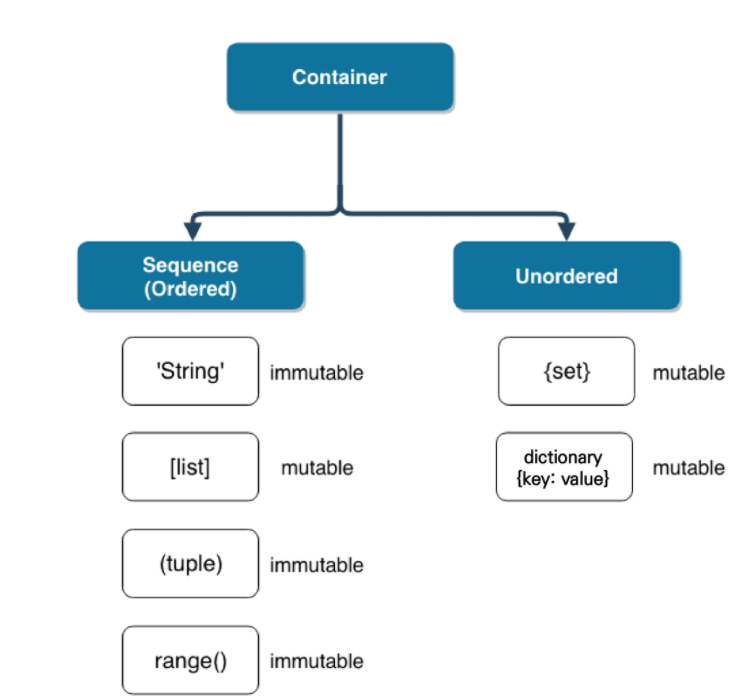 Container
Sequence
(Ordered)
Unordered
'String'
immutable
{set}
mutable
[list]
mutable
dictionary
{key: value}
mutable
(tuple)
immutable
range()
immutable